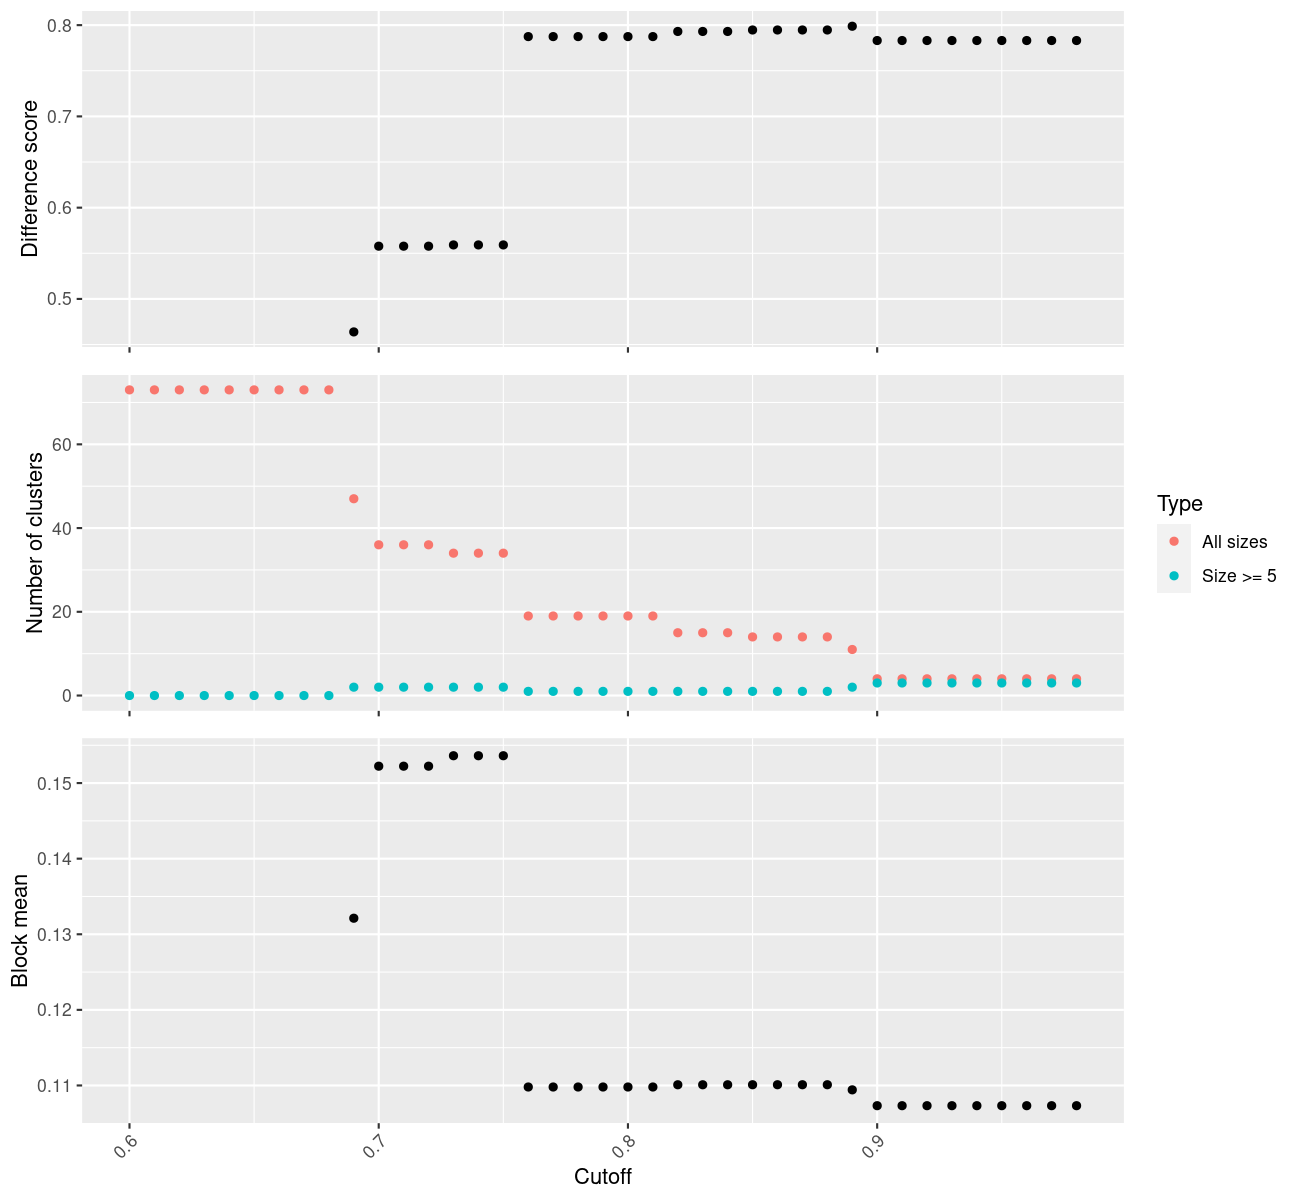 0.8
0.7
0.6
0.5
Difference score
60
40
20
0
Number of clusters
Type
All sizes
Size >= 5
0.15
0.14
0.13
0.12
0.11
Block mean
0.6
0.7
0.8
0.9
Cutoff